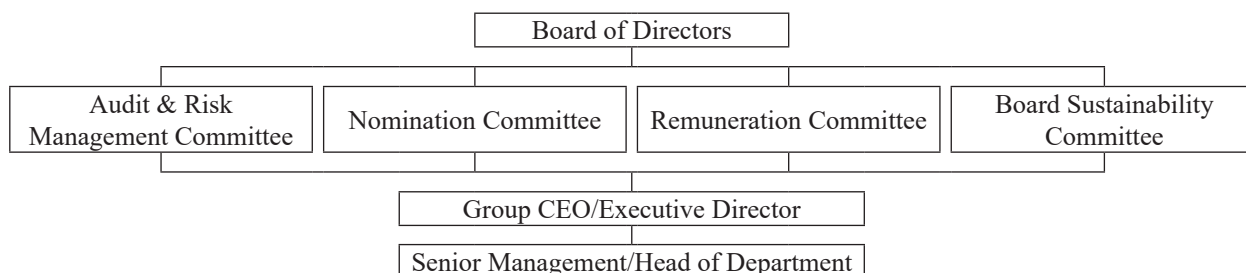 Board of Directors
Audit & Risk
Management Committee
Nomination Committee
Remuneration Committee
Board Sustainability
Committee
Group CEO/Executive Director
Senior Management/Head of Department